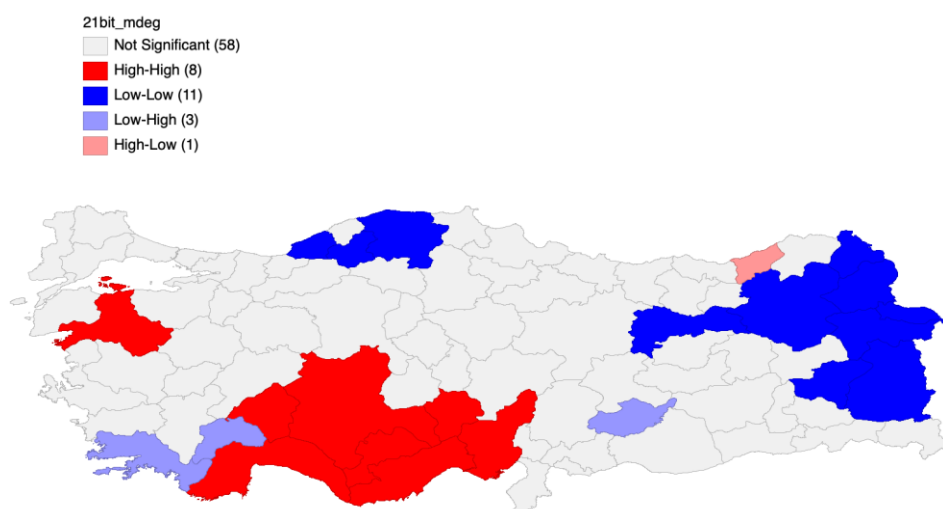 21bit_mdeg
Not Significant (58)
High-High (8)
Low-Low (11)
Low-High (3)
High-Low (1)